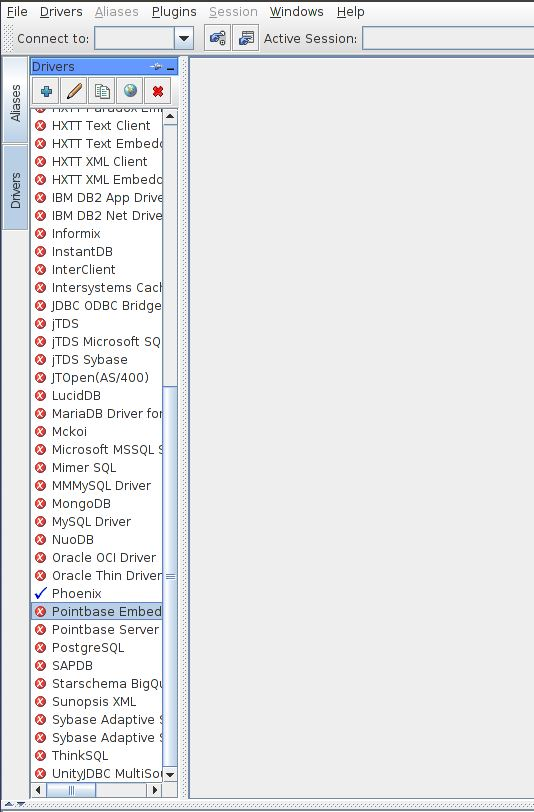 File Drivers Aliases Plugins Session Windows Help
Connect to: Active Session:
Aliases
Drivers
Drivers
HXTT Text Client
HXTT Text Embedd
HXTT XML Client
HXTT XML Embedd
IBM DB2 App Drive
IBM DB2 Net Drive
Informix
InstantDB
InterClient
Intersystems Cach
JDBC ODBC Bridge
jTDS
jTDS Microsoft SQ
jTDS Sybase
JTOpen(AS/400)
LucidDB
MariaDB Driver for
Mckoi
Microsoft MSSQL S
Mimer SQL
MMMySQL Driver
MongoDB
MySQL Driver
NuoDB
Oracle OCI Driver
Oracle Thin Driver
Phoenix
Pointbase Embed
Pointbase Server
PostgreSQL
SAPDB
Starschema BigQu
Sunopsis XML
Sybase Adaptive S
Sybase Adaptive S
ThinkSQL
UnityJDBC MultiSou